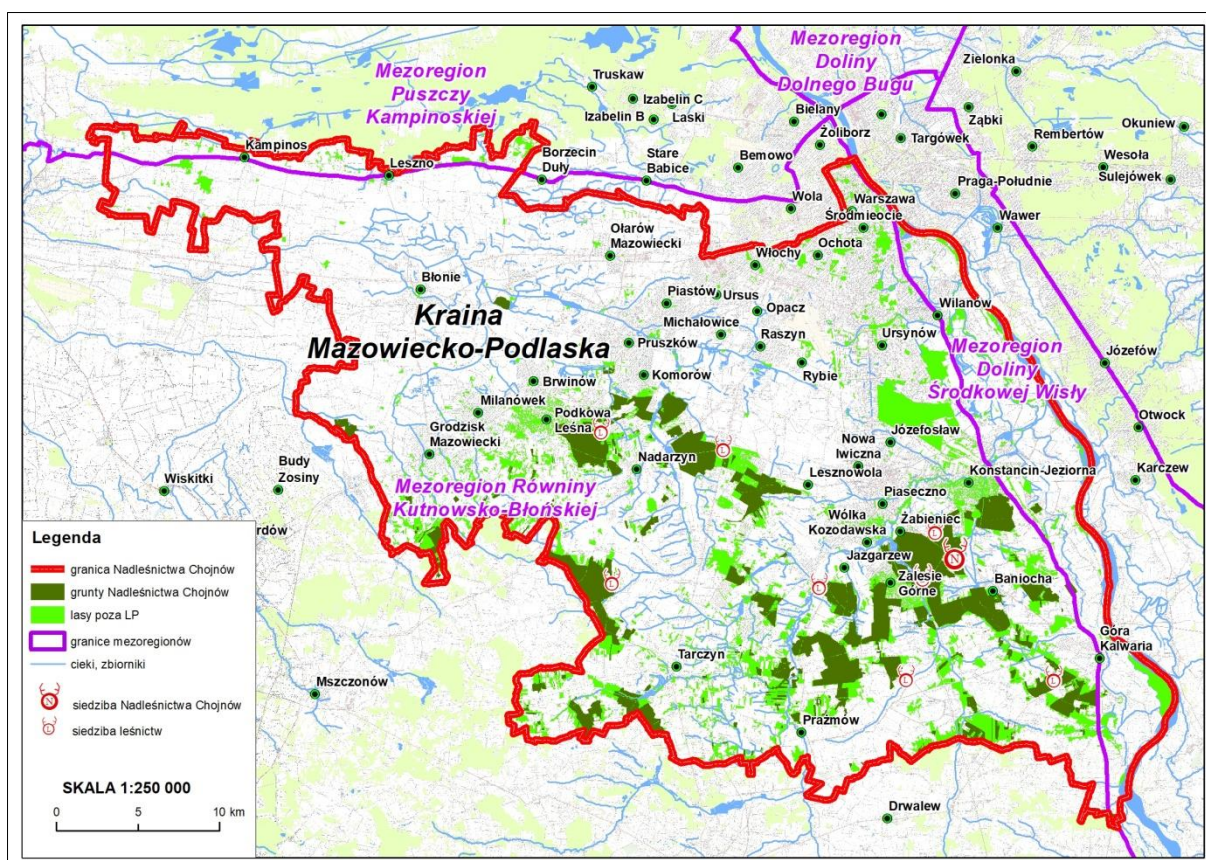 Mezoregion
Puszczy
Kampinoskiej
Mezoregion
Doliny
Dolnego Bugu
Truskaw
Izabelin C
Izabelin B
Laski
Bielany
Żoliborz
Targówek
Zielonka
Ząbki
Rembertów
Okuniew
Wesoła
Sulejówek
Kampinos
Leszno
Borzecin
Duły
Stare
Babice
Bemowo
Wola
Warszawa
Śródmieocie
Praga-Południe
Wawer
Ołarów
Mazowiecki
Włochy
Ochota
Błonie
Piastów
Ursus
Opacz
Wilanów
Kraina
Mazowiecko-Podlaska
Michałowice
Pruszków
Raszyn
Ursynów
Rybie
Mezoregion
Doliny
Środkowej Wisły
Józefów
Komorów
Brwinów
Milanówek
Podkowa
Leśna
Grodzisk
Mazowiecki
Otwock
Karczew
Józefosław
Nowa
Iwiczna
Lesznowola
Konstancin-Jeziorna
Nadarzyn
Wiskitki
Budy
Zosiny
Mezoregion Równiny
Kutnowsko-Błońskiej
Piaseczno
Wólka
Kozodawska
Żabieniec
Jazgarzew
Zalesie
Górne
Baniocha
Góra
Kalwaria
Tarczyn
Mszczonów
Prażmów
Drwalew
rdów
Legenda
granica Nadleśnictwa Chojnów
grunty Nadleśnictwa Chojnów
lasy poza LP
granice mezoregionów
cieki, zbiorniki
N siedziba Nadleśnictwa Chojnów
L siedziba leśnictw
SKALA 1:250 000
0 5 10 km